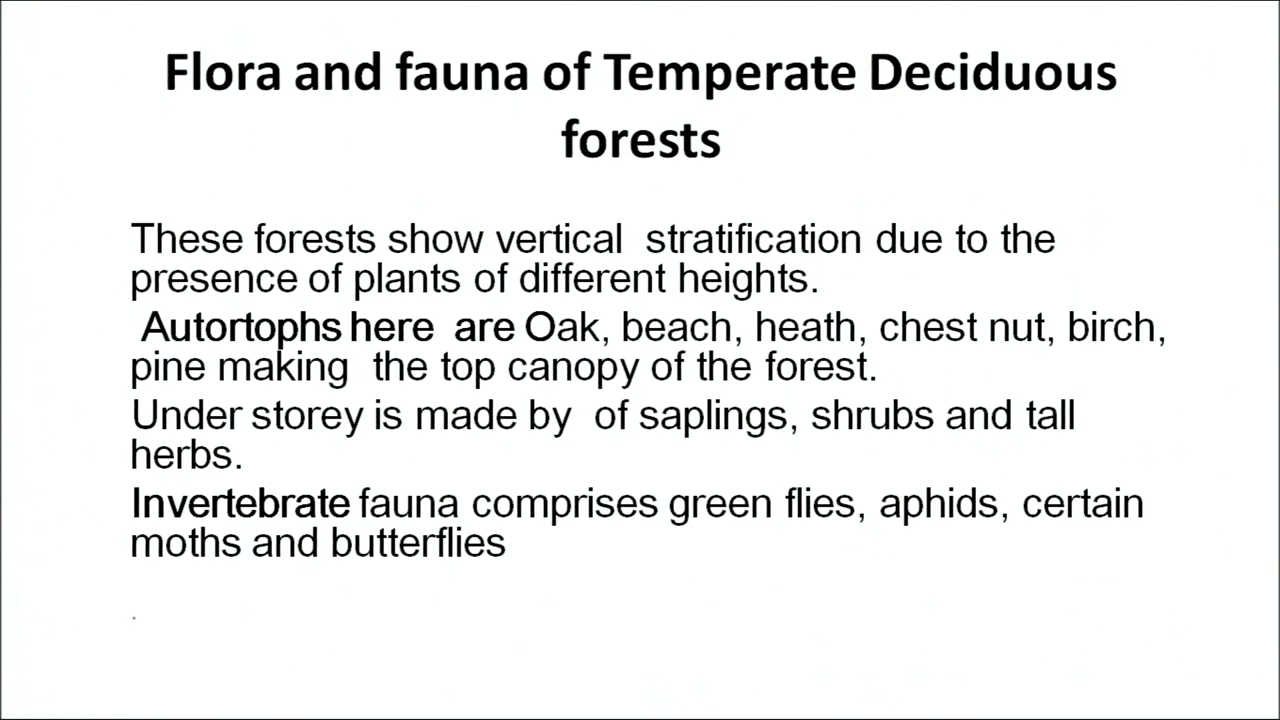 Flora and fauna of Temperate Deciduous
forests
These forests show vertical stratification due to the
presence of plants of different heights.
Autortophs here are Oak, beach, heath, chest nut, birch,
pine making the top canopy of the forest.
Under storey is made by of saplings, shrubs and tall
herbs.
Invertebrate fauna comprises green flies, aphids, certain
moths and butterflies
.